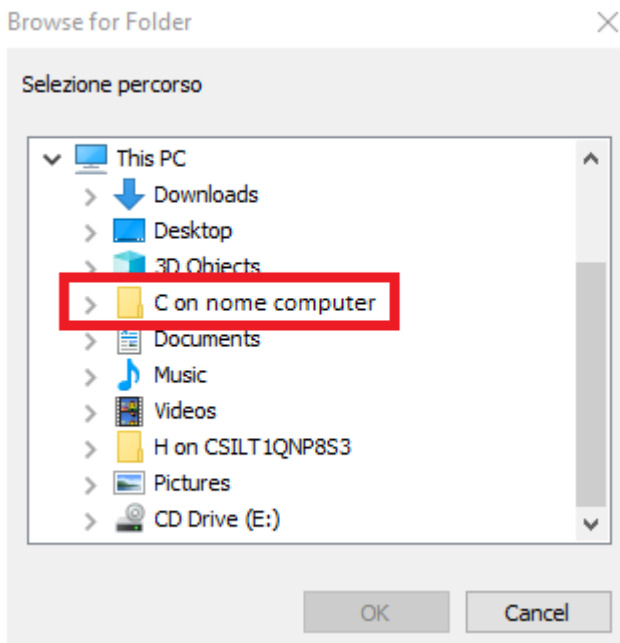 Browse for Folder
Selezione percorso
This PC
Downloads
Desktop
3D Objects
C on nome computer
Documents
Music
Videos
H on CSILT1QNP8S3
Pictures
CD Drive (E:)
OK
Cancel